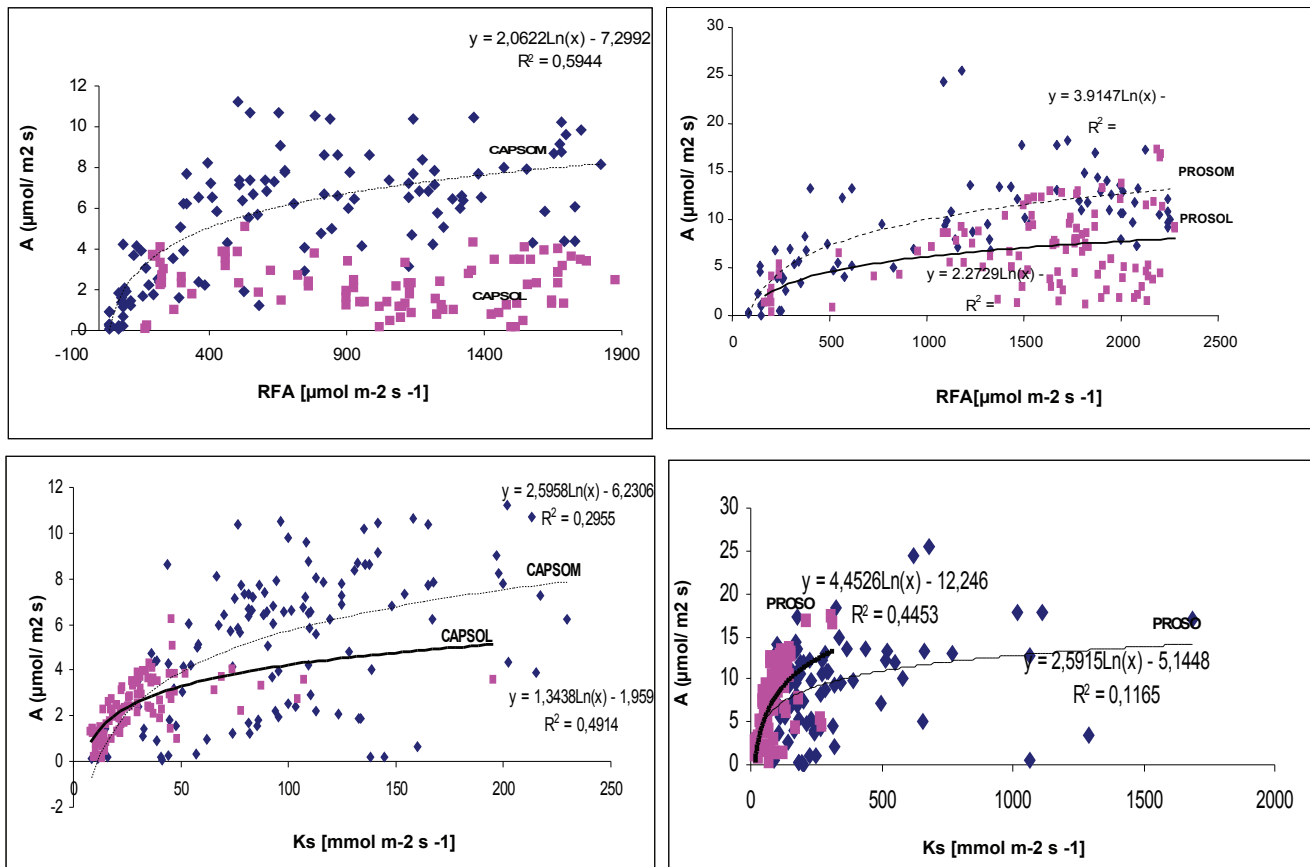 y = 2,0622Ln(x) - 7,2992
R² = 0,5944
A (µmol/ m2 s)
12
10
8
6
4
2
0
CAPSOM
CAPSOL
-100 400 900 1400 1900
RFA [µmol m-2 s -1]
A (µmol/ m2 s)
30
25
20
15
10
5
0
y = 3.9147Ln(x) -
R² =
PROSOM
PROSOL
y = 2.2729Ln(x) -
R² =
0 500 1000 1500 2000 2500
RFA[µmol m-2 s -1]
A (µmol/ m2 s)
12
10
8
6
4
2
0
-2
y = 2,5958Ln(x) - 6,2306
R² = 0,2955
CAPSOM
CAPSOL
y = 1,3438Ln(x) - 1,959
R² = 0,4914
50 100 150 200 250
Ks [mmol m-2 s -1]
A (µmol/ m2 s)
30
25
20
15
10
5
0
y = 4,4526Ln(x) - 12,246
PROSO
R² = 0,4453
PROSO
y = 2,5915Ln(x) - 5,1448
R² = 0,1165
0 500 1000 1500 2000
Ks [mmol m-2 s -1]